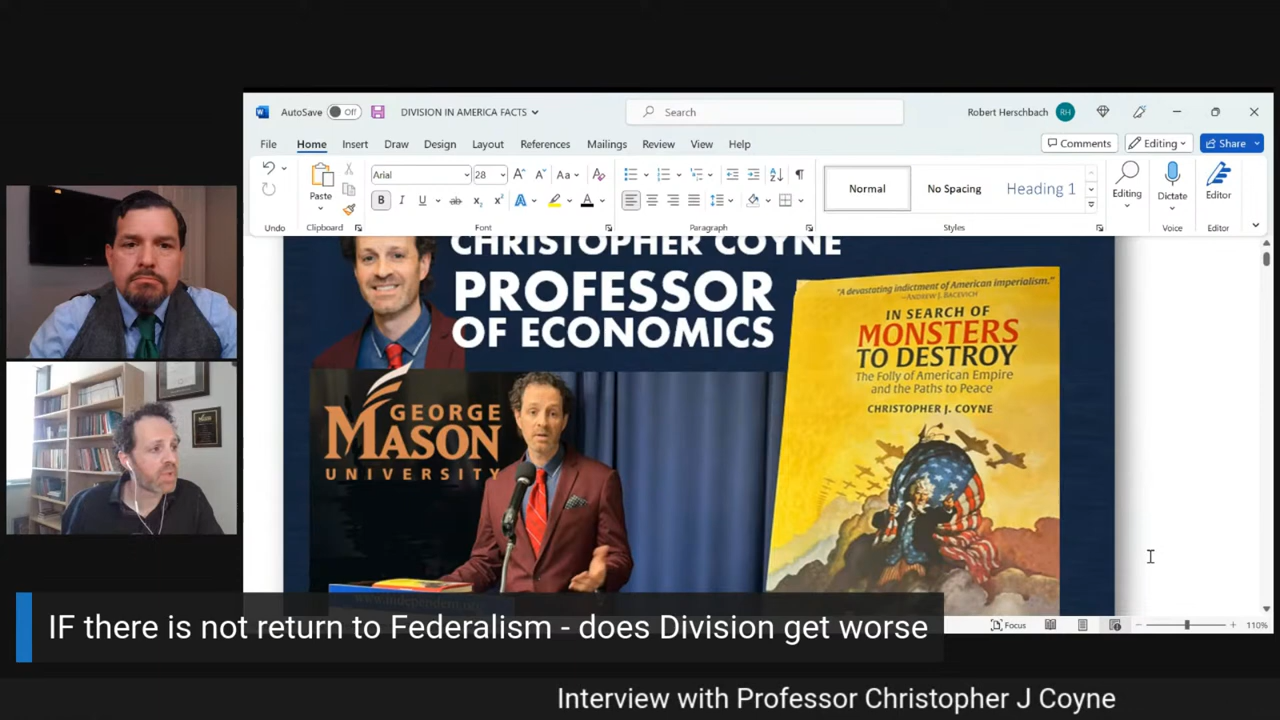 AutoSave Off DIVISION IN AMERICA FACTS Search Robert Herschbach RH
File Home Insert Draw Design Layout References Mailings Review View Help Comments Editing Share
Paste Arial 28 Aa Normal No Spacing Heading 1 Editing Dictate Editor
Undo Clipboard Font Paragraph Styles Voice Editor
CHRISTOPHER COYNE
PROFESSOR
OF ECONOMICS
GEORGE
MASON
UNIVERSITY
"A devastating indictment of American imperialism."
—ANDREW J. BACEVICH
IN SEARCH OF
MONSTERS
TO DESTROY
The Folly of American Empire
and the Paths to Peace
CHRISTOPHER J. COYNE
Focus 110%
IF there is not return to Federalism - does Division get worse
Interview with Professor Christopher J Coyne